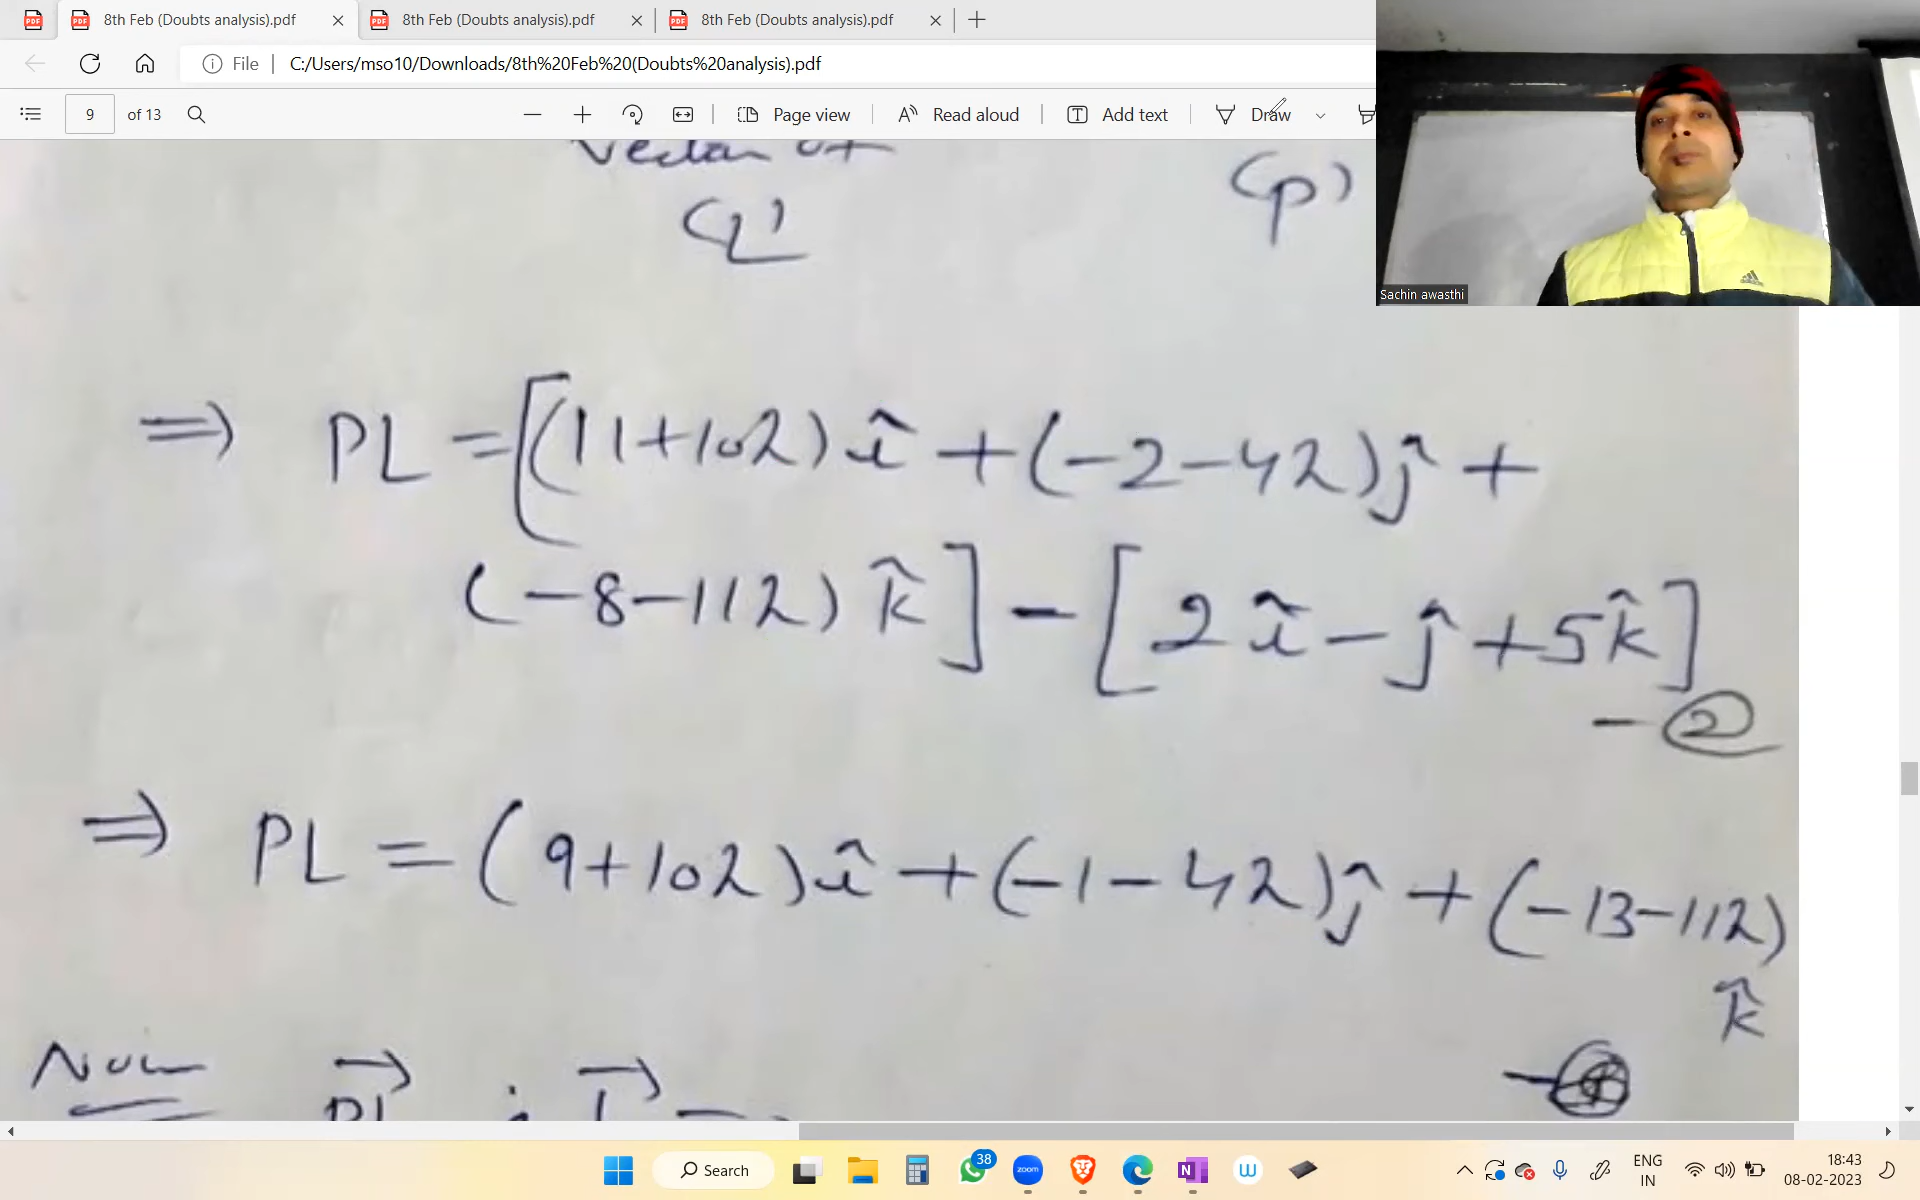 8th Feb (Doubts analysis).pdf
8th Feb (Doubts analysis).pdf
8th Feb (Doubts analysis).pdf
File C:/Users/mso10/Downloads/8th%20Feb%20(Doubts%20analysis).pdf
9 of 13
Page view
Read aloud
Add text
Draw
Sachin awasthi
Vector of
(L)
(P)
⇒ PL = [(11+10λ)î + (-2-4λ)ĵ +
(-8-11λ)k̂] - [2î - ĵ + 5k̂]
- ②
⇒ PL = (9+10λ)î + (-1-4λ)ĵ + (-13-11λ)
k̂
Now
Search
38
zoom
ENG
IN
18:43
08-02-2023